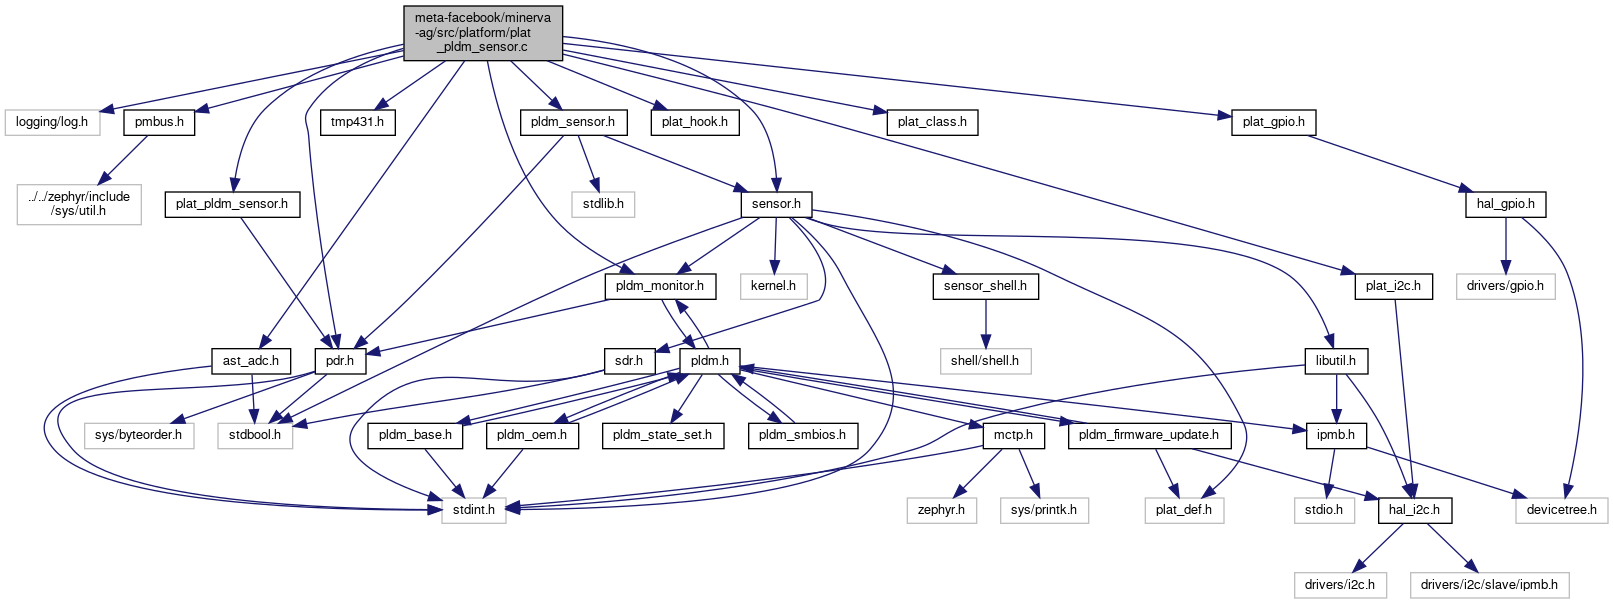 meta-facebook/minerva
-ag/src/platform/plat
_pldm_sensor.c
logging/log.h
pmbus.h
tmp431.h
pldm_sensor.h
plat_hook.h
plat_class.h
plat_gpio.h
../../zephyr/include
/sys/util.h
plat_pldm_sensor.h
stdlib.h
sensor.h
hal_gpio.h
pldm_monitor.h
kernel.h
sensor_shell.h
plat_i2c.h
drivers/gpio.h
ast_adc.h
pdr.h
sdr.h
pldm.h
shell/shell.h
libutil.h
sys/byteorder.h
stdbool.h
pldm_base.h
pldm_oem.h
pldm_state_set.h
pldm_smbios.h
mctp.h
pldm_firmware_update.h
ipmb.h
stdint.h
zephyr.h
sys/printk.h
plat_def.h
stdio.h
hal_i2c.h
devicetree.h
drivers/i2c.h
drivers/i2c/slave/ipmb.h